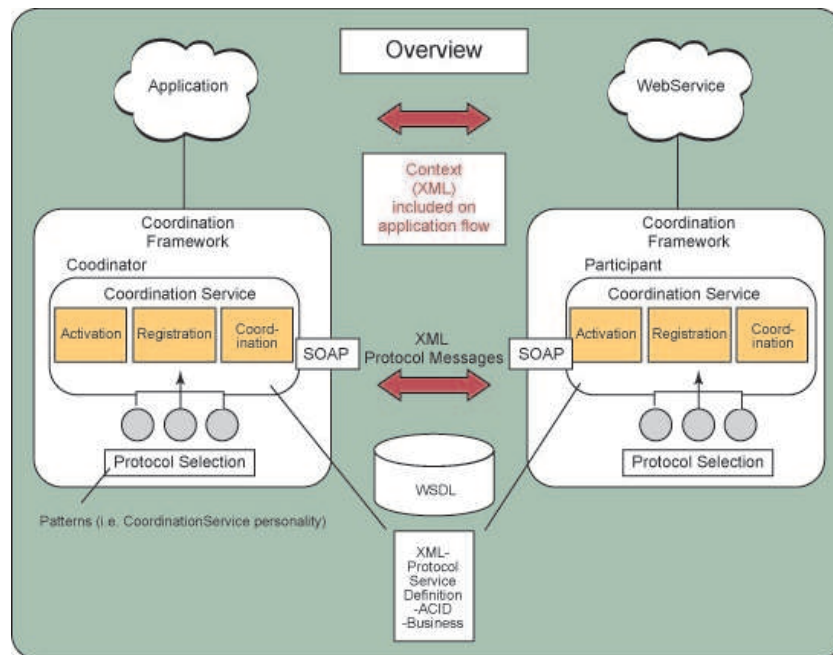 Overview
Application
WebService
Context
(XML)
included on
application flow
Coordination
Framework
Coodinator
Coordination Service
Activation
Registration
Coord-
ination
SOAP
Protocol Selection
Patterns (i.e. CoordinationService personality)
XML
Protocol Messages
WSDL
XML-
Protocol
Service
Definition
-ACID
-Business
Coordination
Framework
Participant
Coordination Service
SOAP
Activation
Registration
Coord-
ination
Protocol Selection